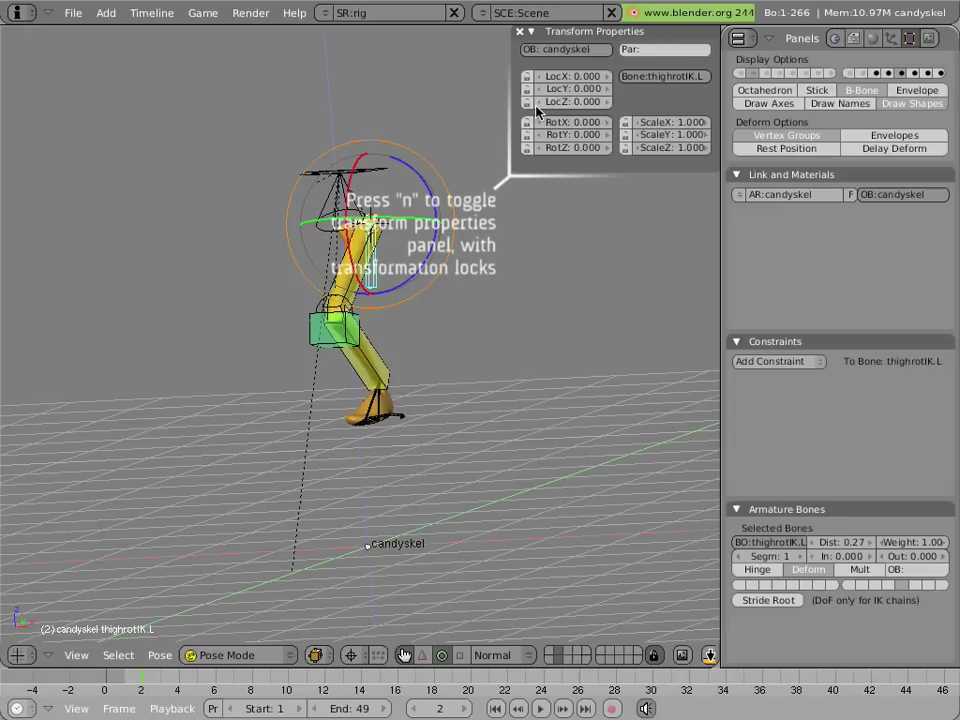 File Add Timeline Game Render Help SR:rig SCE:Scene www.blender.org 244 Bo:1-266 | Mem:10.97M candyskel
Transform Properties
OB: candyskel Par:
LocX: 0.000 Bone:thighrotIK.L
LocY: 0.000
LocZ: 0.000
RotX: 0.000 ScaleX: 1.000
RotY: 0.000 ScaleY: 1.000
RotZ: 0.000 ScaleZ: 1.000
Press "n" to toggle
transform properties
panel, with
transformation locks
candyskel
(2) candyskel thighrotIK.L
Panels
Display Options
Octahedron Stick B-Bone Envelope
Draw Axes Draw Names Draw Shapes
Deform Options
Vertex Groups Envelopes
Rest Position Delay Deform
Link and Materials
AR:candyskel F OB:candyskel
Constraints
Add Constraint To Bone: thighrotIK.L
Armature Bones
Selected Bones
BO:thighrotIK.L Dist: 0.27 Weight: 1.00
Segm: 1 In: 0.000 Out: 0.000
Hinge Deform Mult OB:
Stride Root (DoF only for IK chains)
View Select Pose Pose Mode Normal
-4 -2 0 2 4 6 8 10 12 14 16 18 20 22 24 26 28 30 32 34 34 36 38 40 42 44 46
View Frame Playback Pr Start: 1 End: 49 2